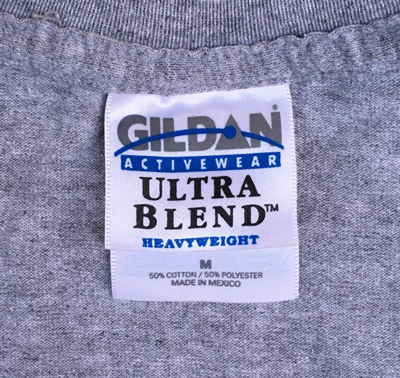 GILDAN®
ACTIVEWEAR
ULTRA
BLEND™
HEAVYWEIGHT
M
50% COTTON / 50% POLYESTER
MADE IN MEXICO